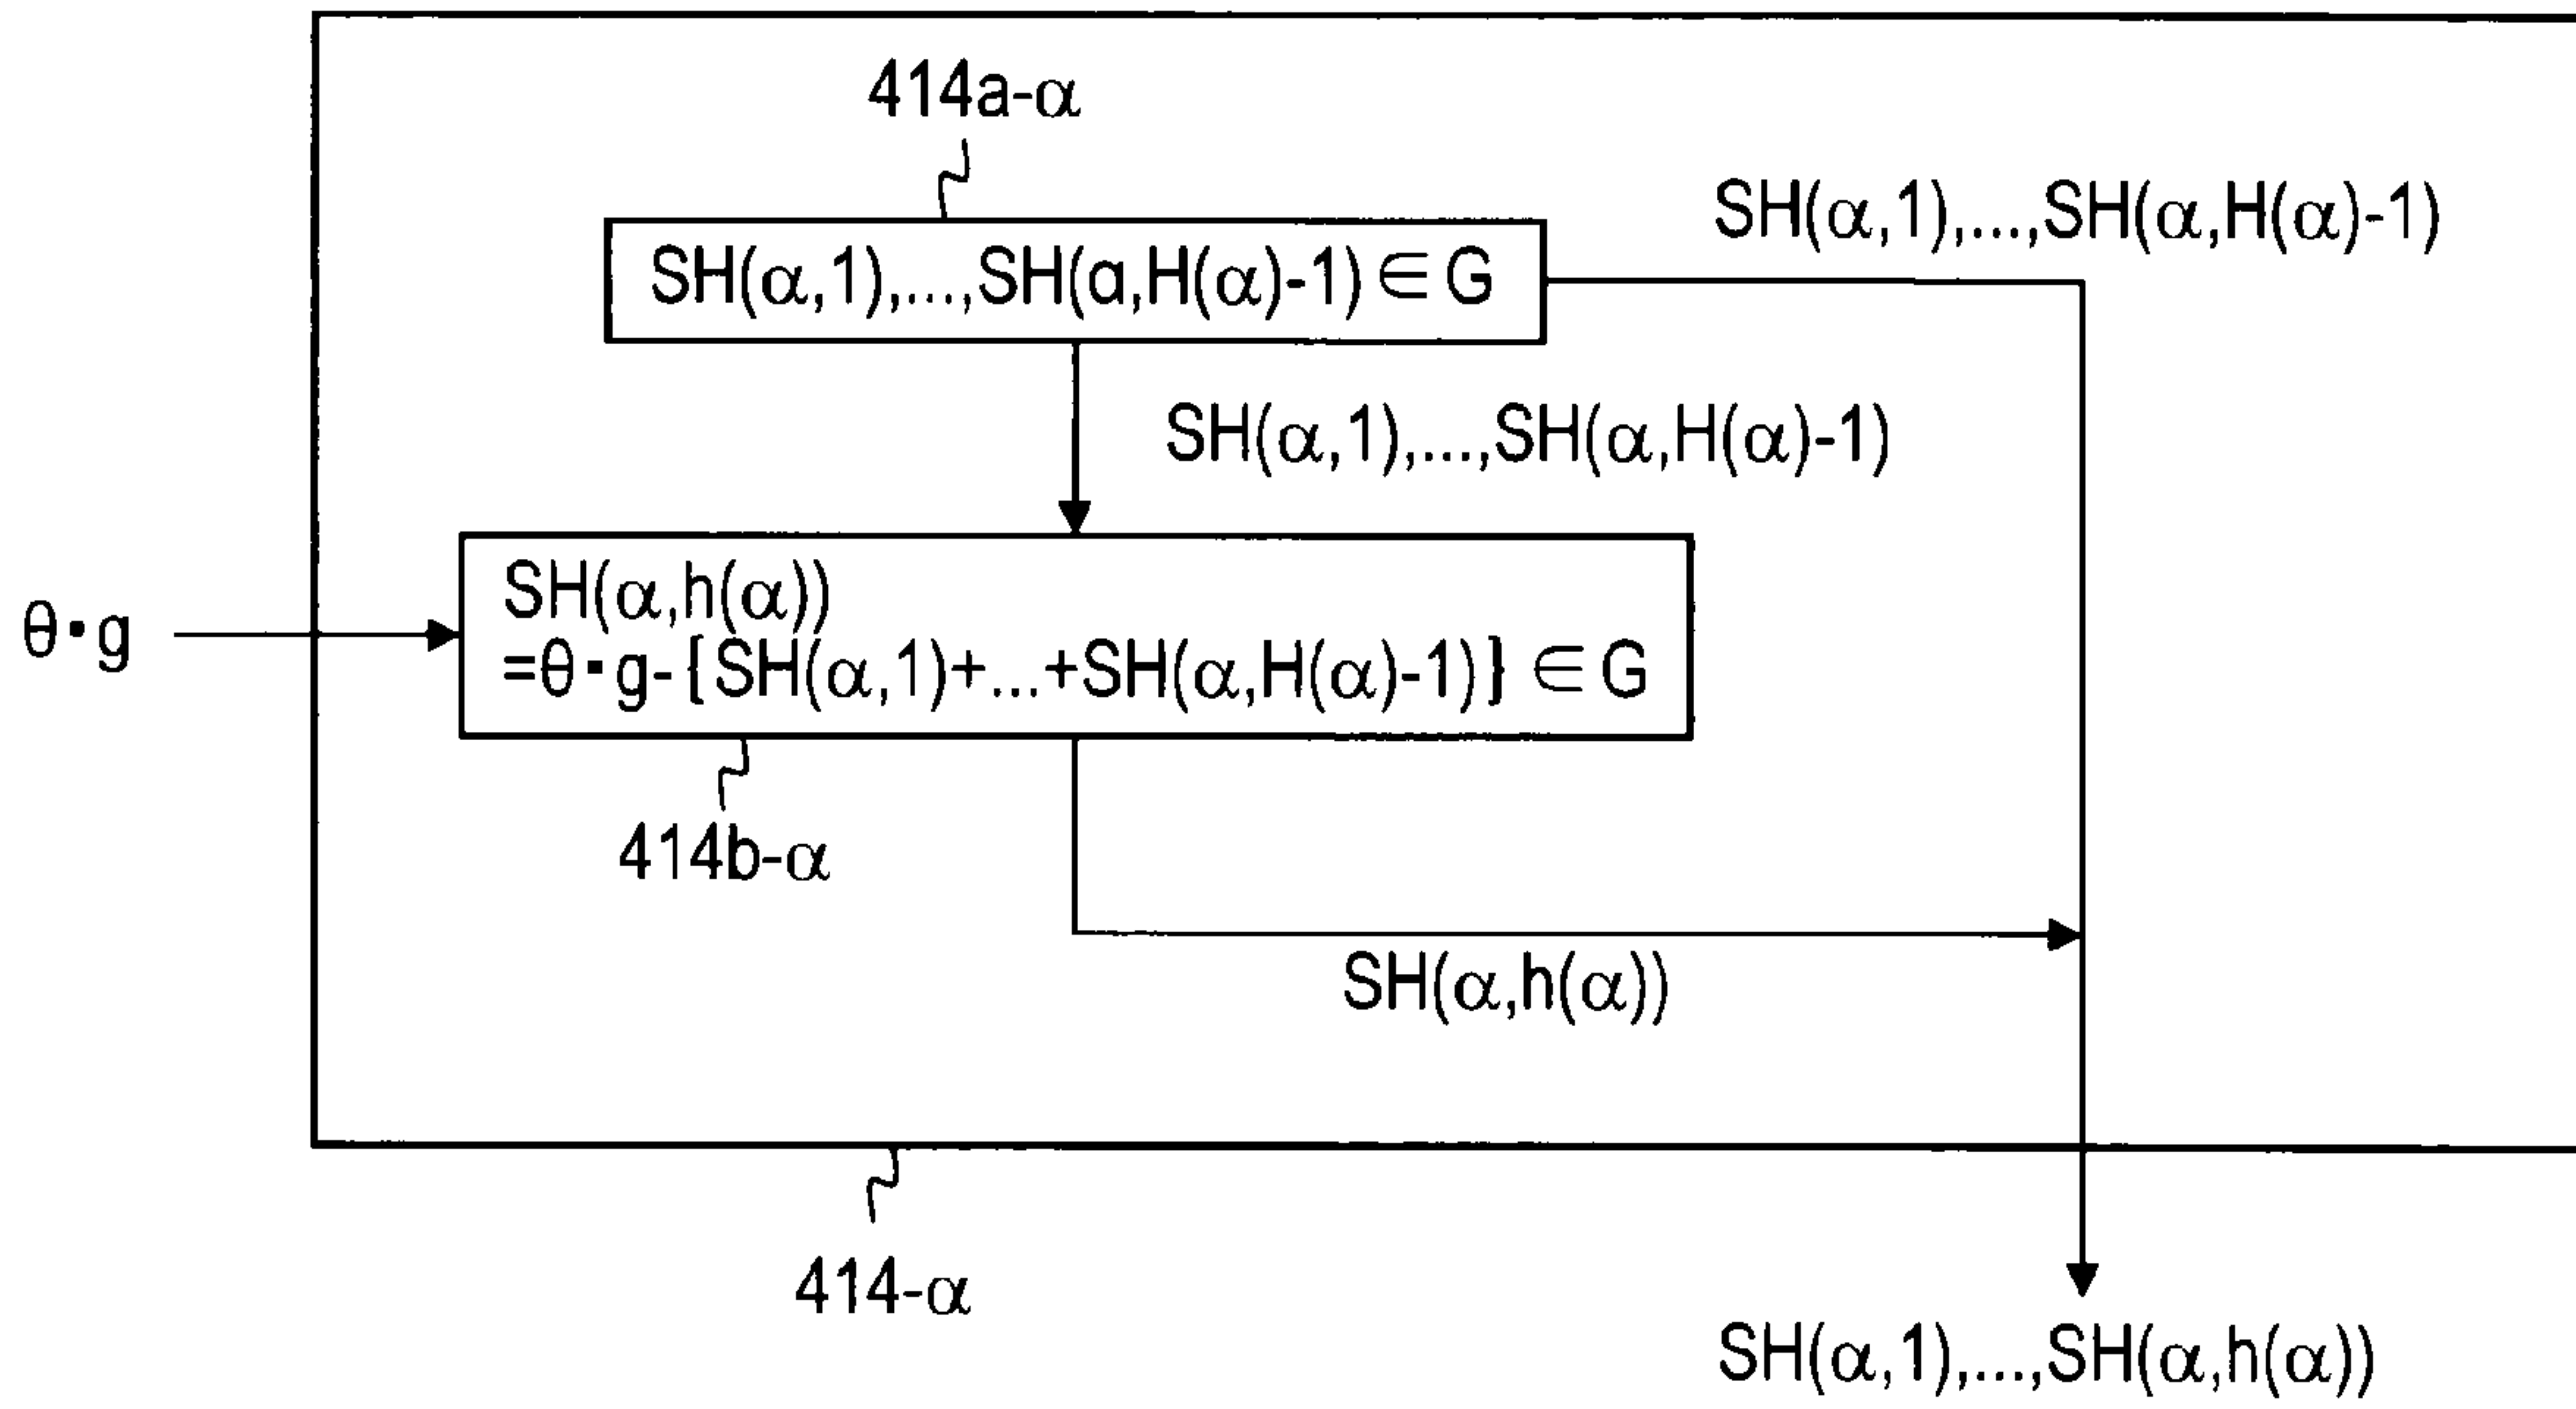 414a-α
SH(α,1),...,SH(α,H(α)-1)
SH(α,1),...,SH(a,H(α)-1)∈G
SH(α,1),...,SH(α,H(α)-1)
SH(α,h(α))
θ▪g
=θ▪g-{SH(α,1)+...+SH(α,H(α)-1)}∈G
414b-α
SH(α,h(α))
414-α
SH(α,1),...,SH(α,h(α))